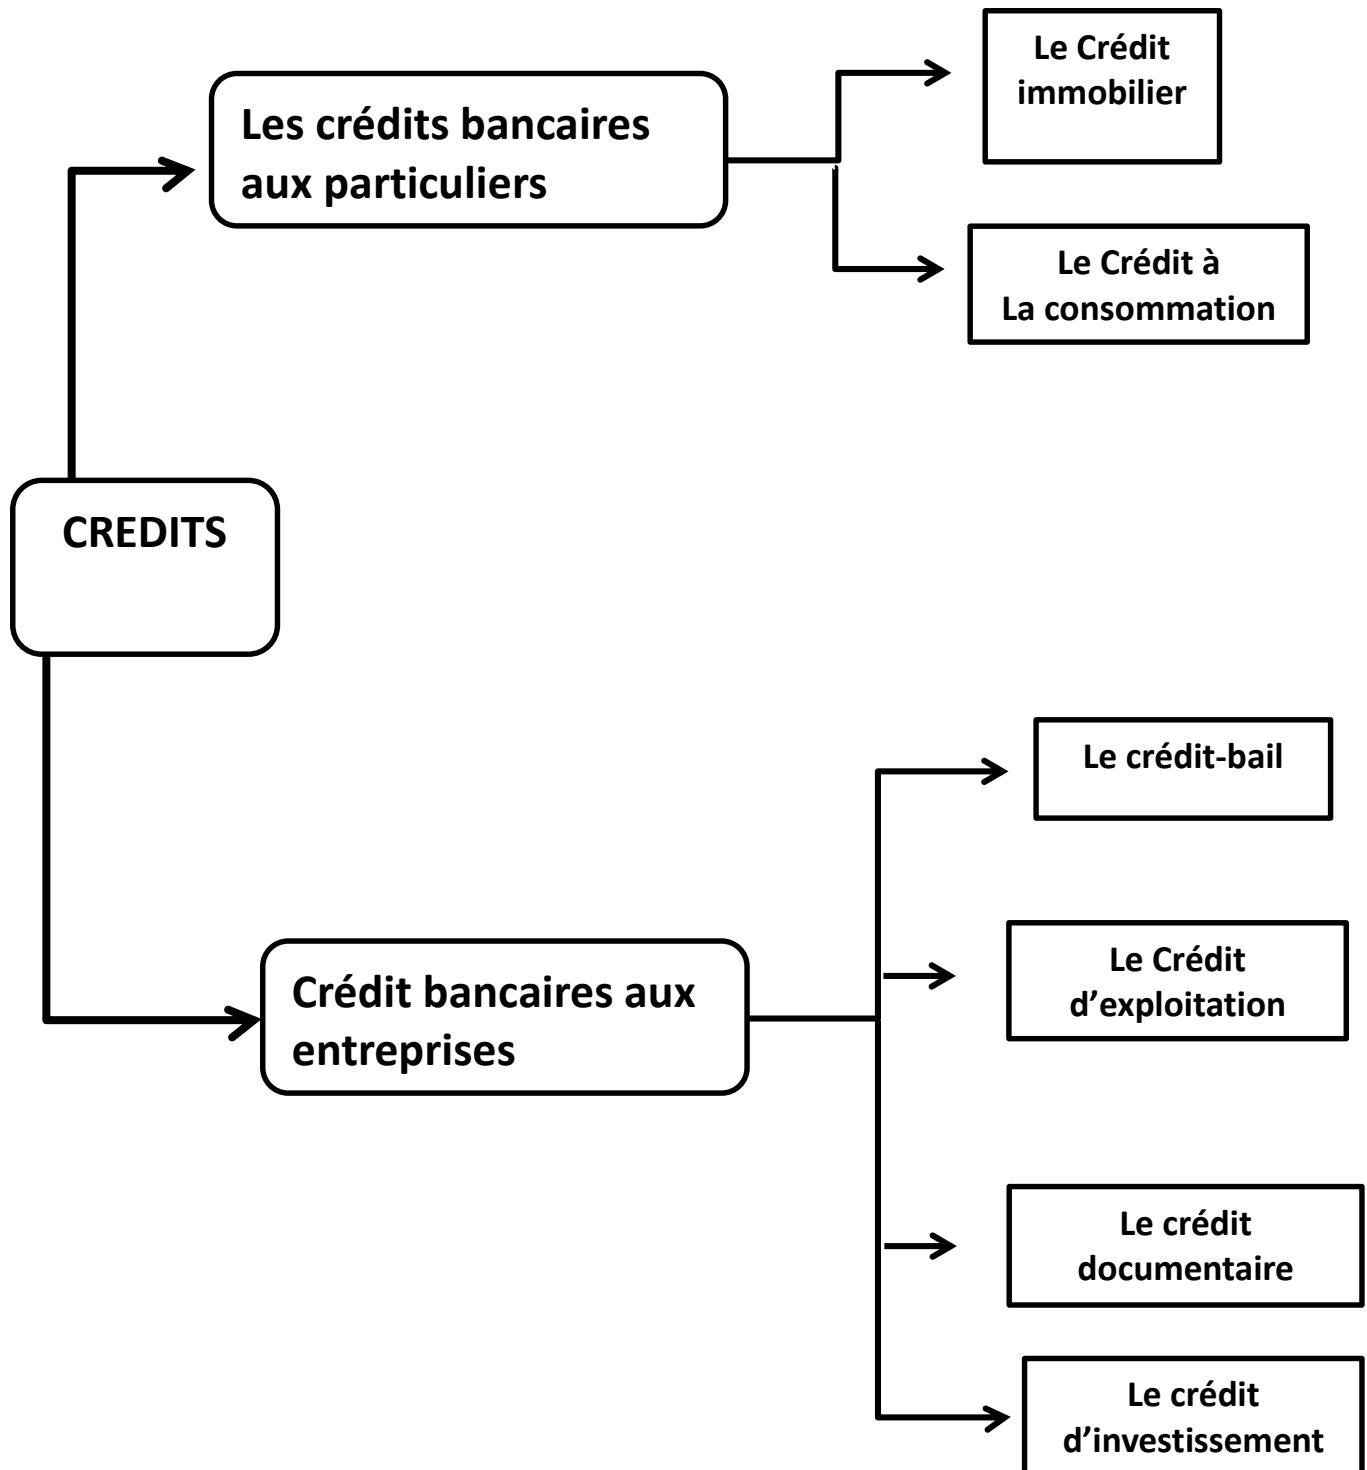 Le Crédit
immobilier
Les crédits bancaires
aux particuliers
Le Crédit à
La consommation
CREDITS
Le crédit-bail
Crédit bancaires aux
entreprises
Le Crédit
d’exploitation
Le crédit
documentaire
Le crédit
d’investissement